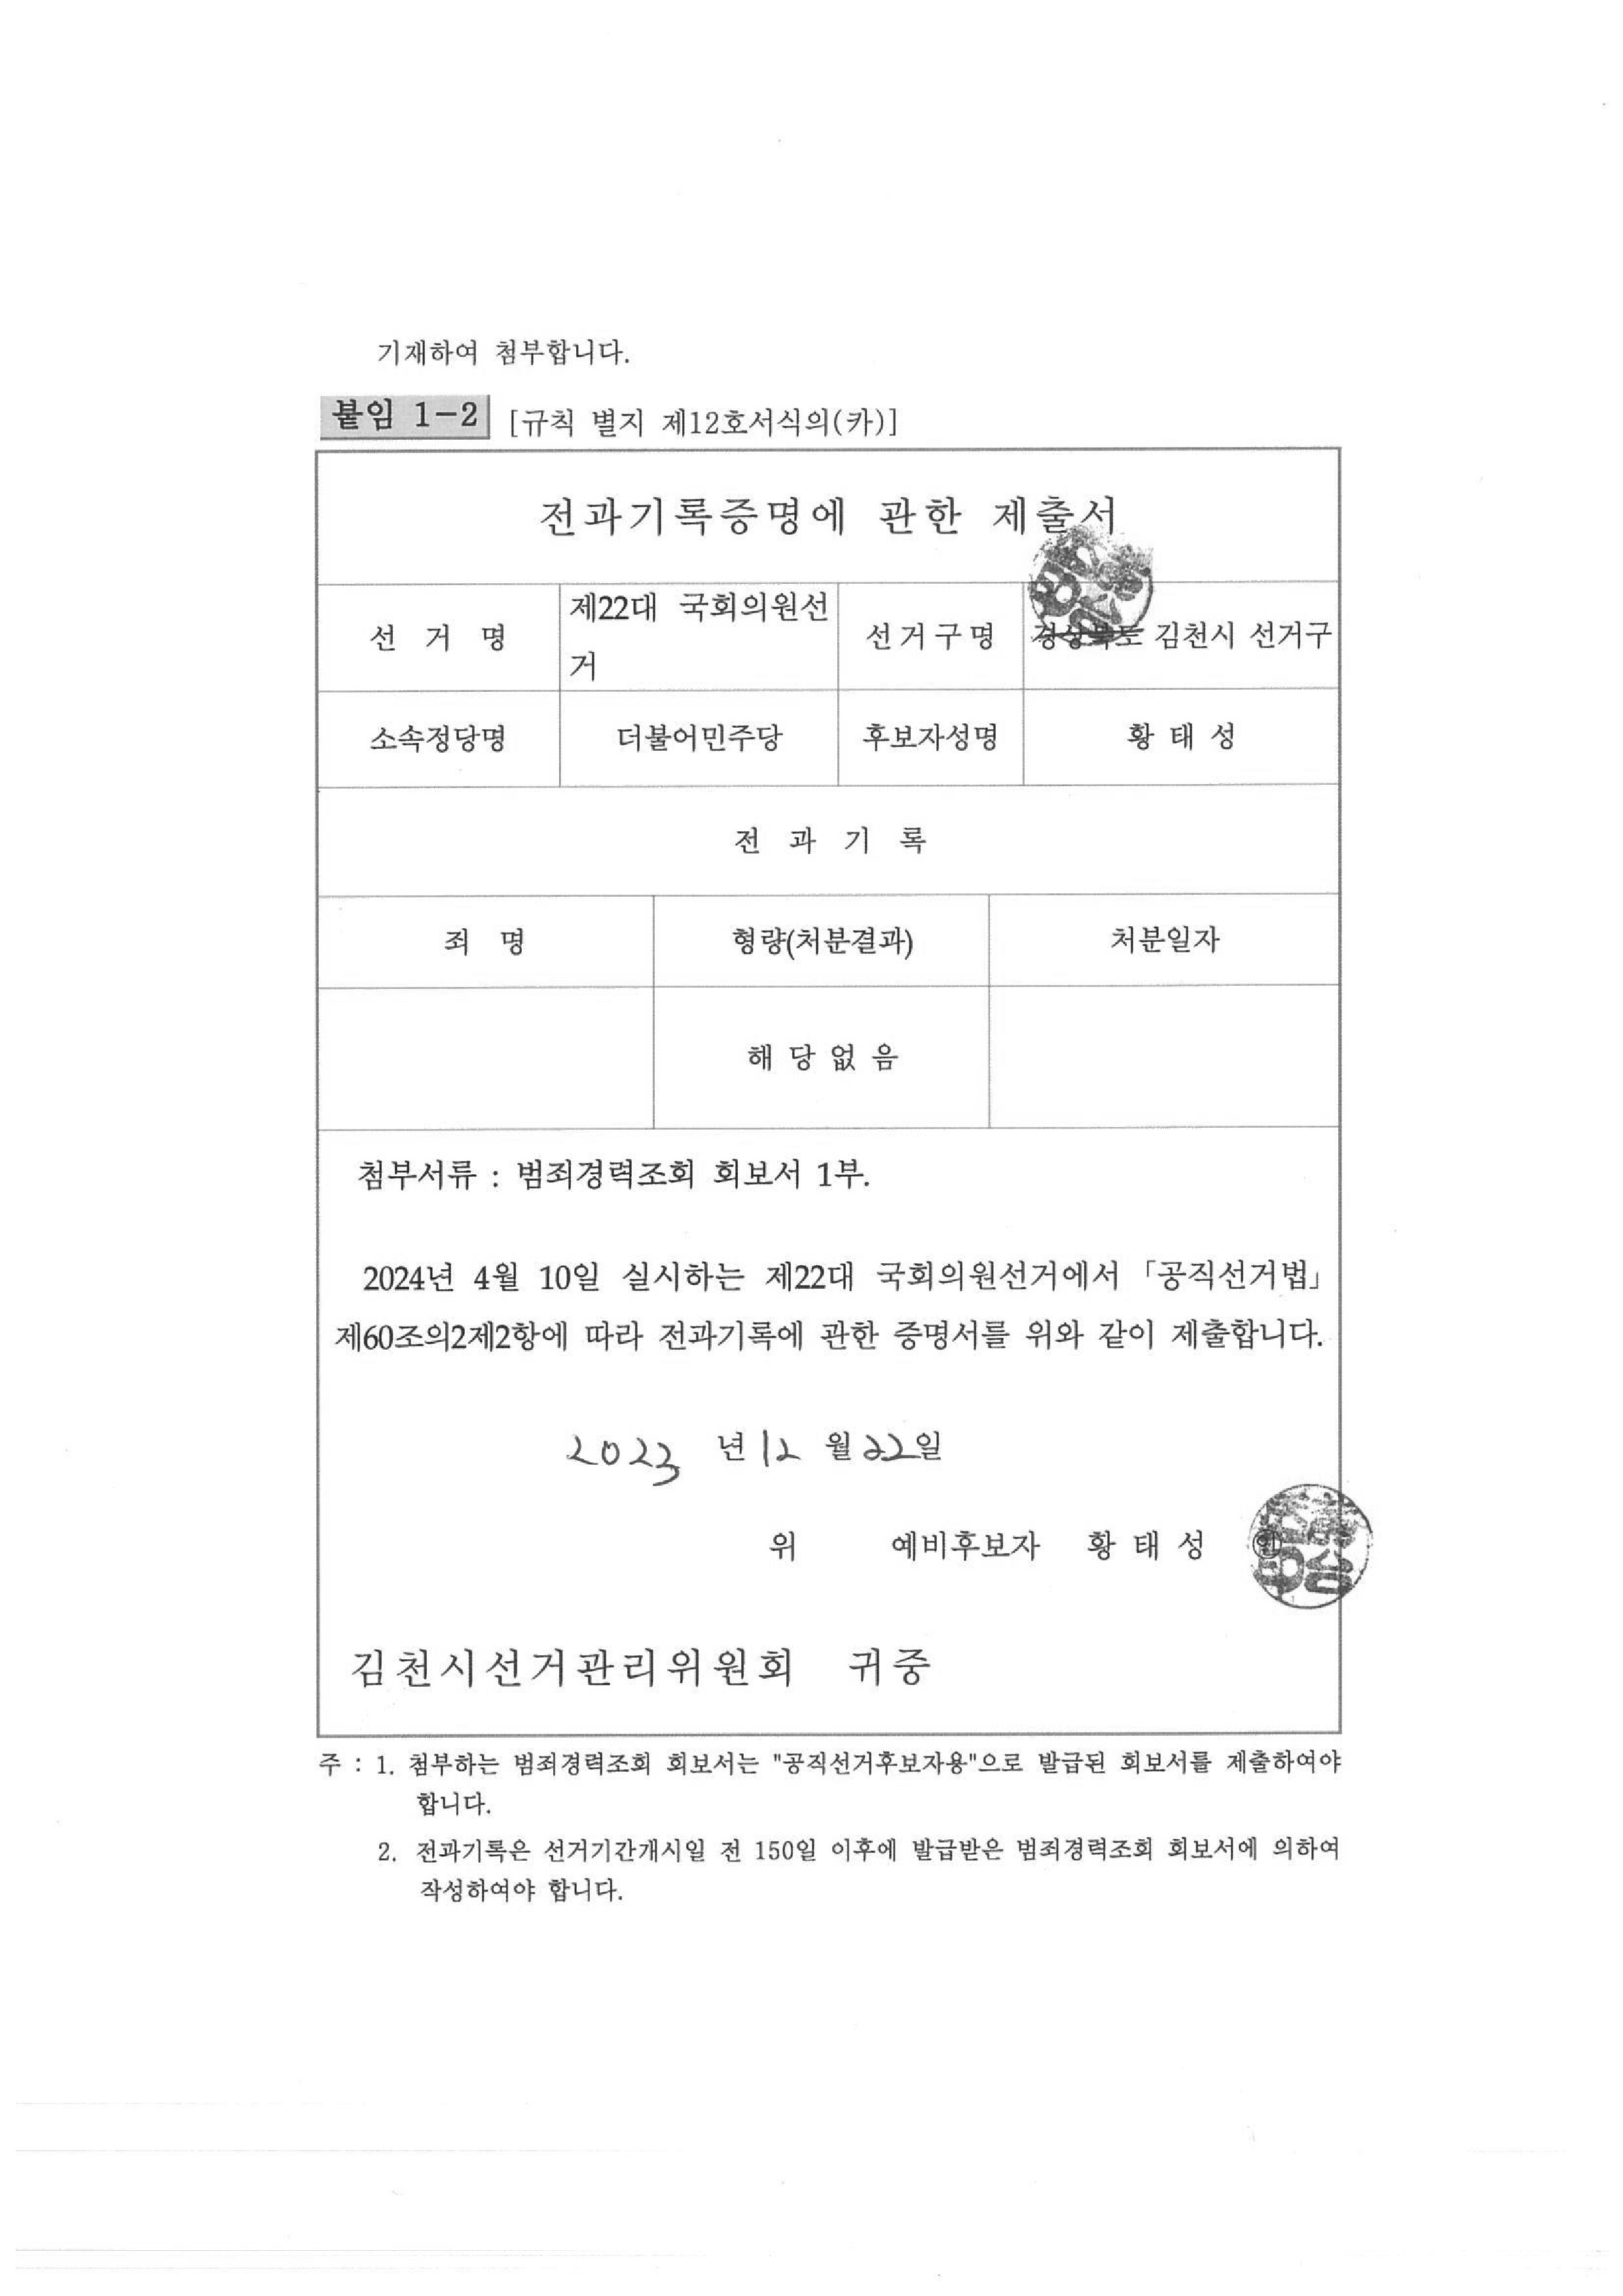 기재하여 첨부합니다.
붙임 1-2 [규칙 별지 제12호서식의(카)]
전과기록증명에 관한 제출서
선 거 명 제22대 국회의원선거 선거구명 경상북도 김천시 선거구
소속정당명 더불어민주당 후보자성명 황 태 성
전 과 기 록
죄 명 형량(처분결과) 처분일자
해 당 없 음
첨부서류 : 범죄경력조회 회보서 1부.
2024년 4월 10일 실시하는 제22대 국회의원선거에서 「공직선거법」
제60조의2제2항에 따라 전과기록에 관한 증명서를 위와 같이 제출합니다.
2023 년 12 월 22일
위 예비후보자 황 태 성 ㊞
김천시선거관리위원회 귀중
주 : 1. 첨부하는 범죄경력조회 회보서는 "공직선거후보자용"으로 발급된 회보서를 제출하여야
합니다.
2. 전과기록은 선거기간개시일 전 150일 이후에 발급받은 범죄경력조회 회보서에 의하여
작성하여야 합니다.